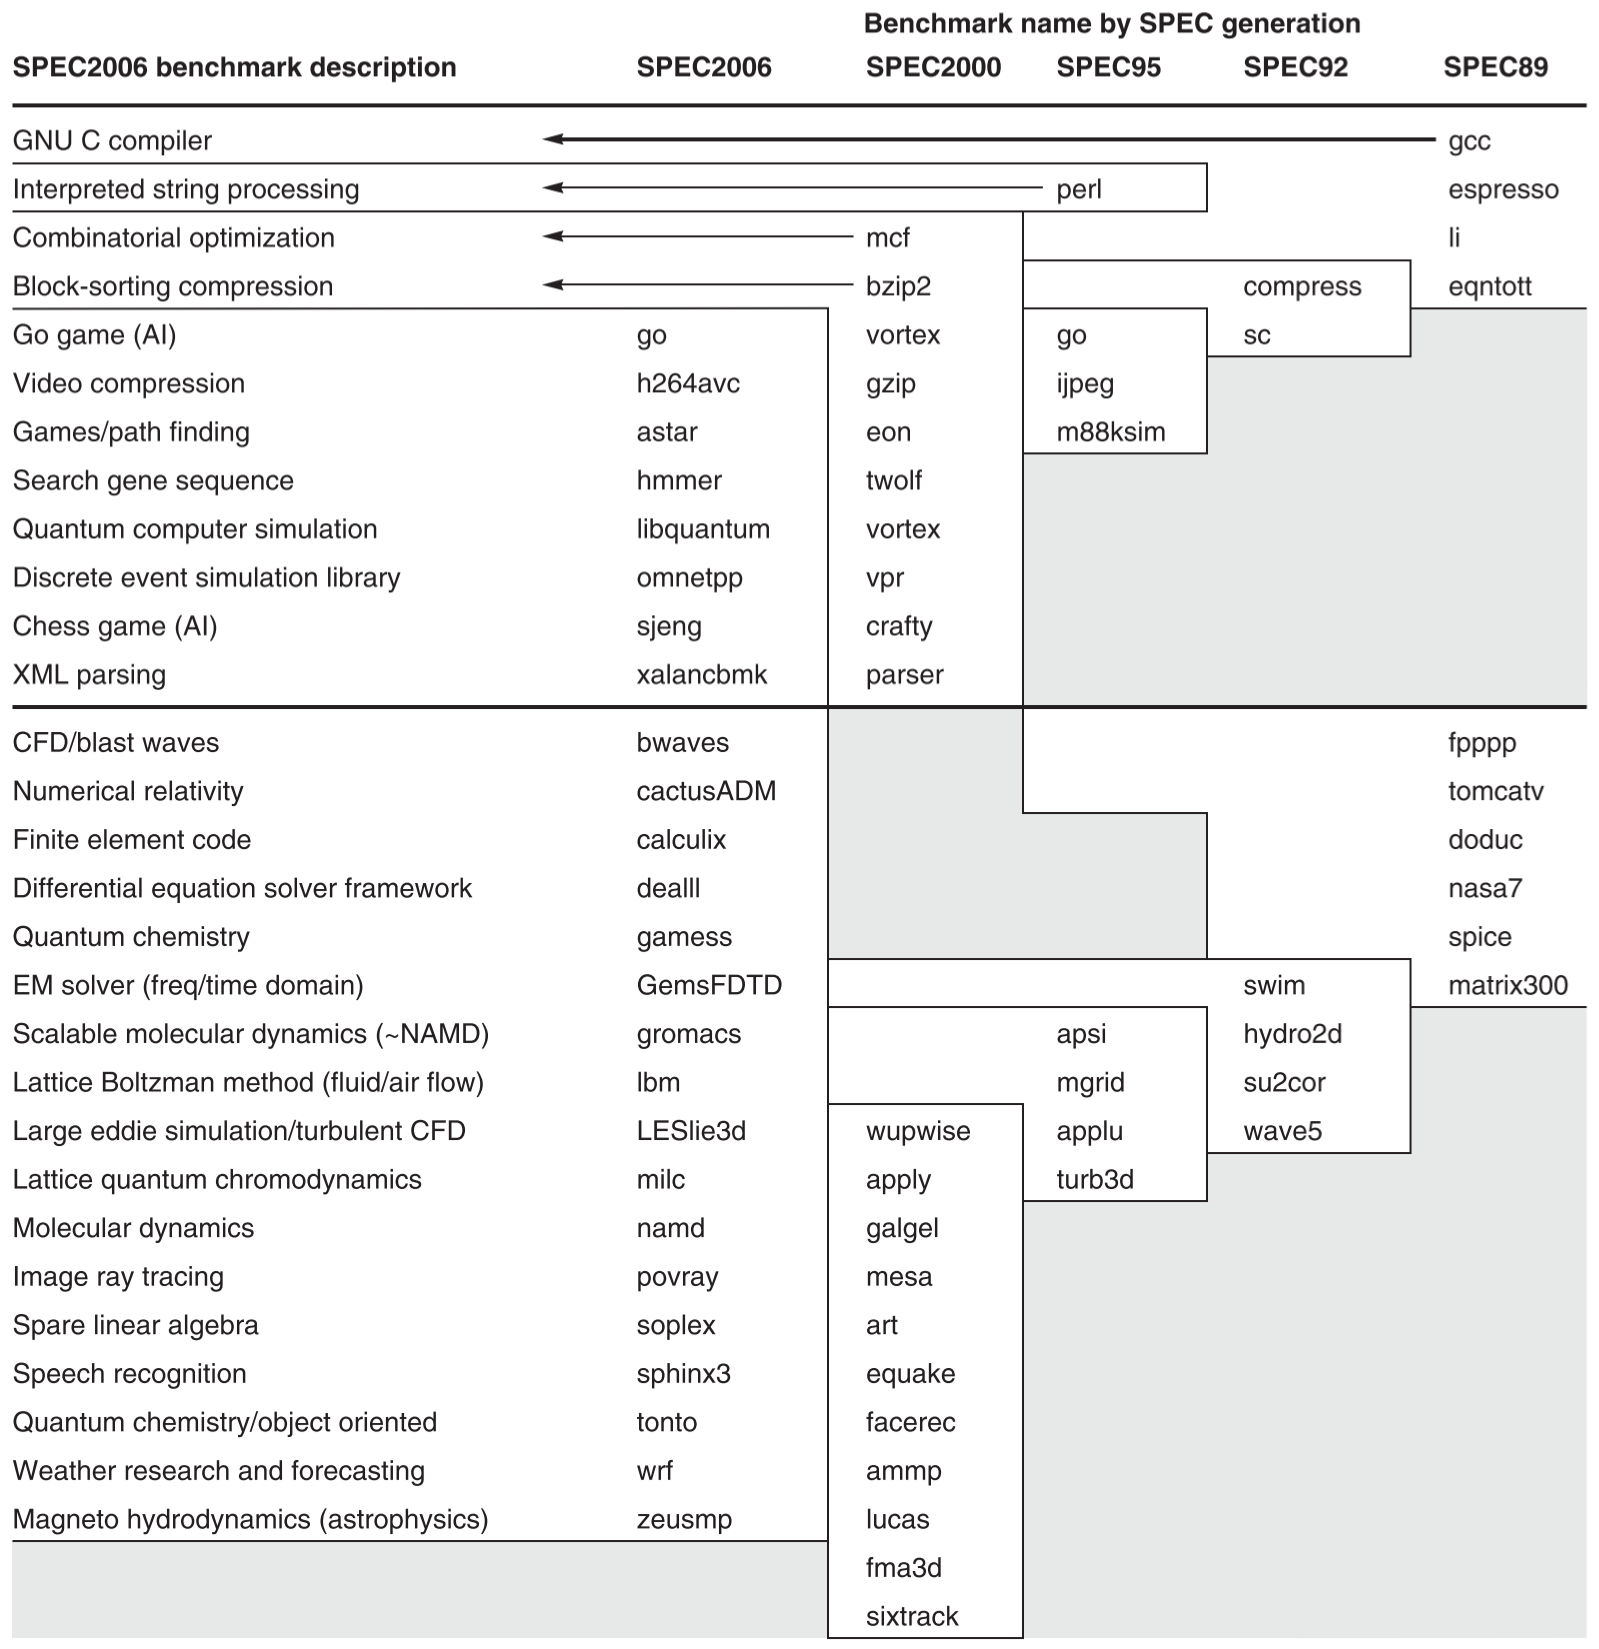 Benchmark name by SPEC generation
SPEC2006 benchmark description SPEC2006 SPEC2000 SPEC95 SPEC92 SPEC89
GNU C compiler gcc
Interpreted string processing perl espresso
Combinatorial optimization mcf li
Block-sorting compression bzip2 compress eqntott
Go game (AI) go vortex go sc
Video compression h264avc gzip ijpeg
Games/path finding astar eon m88ksim
Search gene sequence hmmer twolf
Quantum computer simulation libquantum vortex
Discrete event simulation library omnetpp vpr
Chess game (AI) sjeng crafty
XML parsing xalancbmk parser
CFD/blast waves bwaves fpppp
Numerical relativity cactusADM tomcatv
Finite element code calculix doduc
Differential equation solver framework dealll nasa7
Quantum chemistry gamess spice
EM solver (freq/time domain) GemsFDTD swim matrix300
Scalable molecular dynamics (~NAMD) gromacs apsi hydro2d
Lattice Boltzman method (fluid/air flow) lbm mgrid su2cor
Large eddie simulation/turbulent CFD LESlie3d wupwise applu wave5
Lattice quantum chromodynamics milc apply turb3d
Molecular dynamics namd galgel
Image ray tracing povray mesa
Spare linear algebra soplex art
Speech recognition sphinx3 equake
Quantum chemistry/object oriented tonto facerec
Weather research and forecasting wrf ammp
Magneto hydrodynamics (astrophysics) zeusmp lucas
fma3d
sixtrack